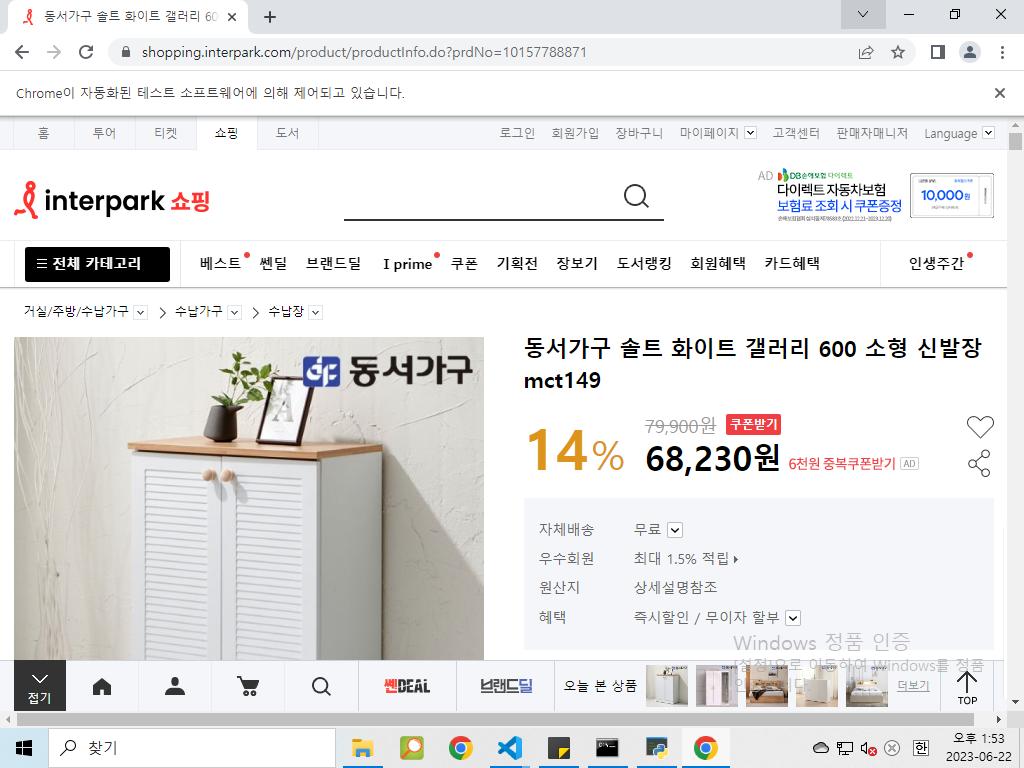 동서가구 솔트 화이트 갤러리 60
shopping.interpark.com/product/productInfo.do?prdNo=10157788871
Chrome이 자동화된 테스트 소프트웨어에 의해 제어되고 있습니다.
홈 투어 티켓 쇼핑 도서 로그인 회원가입 장바구니 마이페이지 고객센터 판매자매니저 Language
interpark 쇼핑
AD DB손해보험 다이렉트
다이렉트 자동차보험
보험료 조회 시 쿠폰증정
10,000원
전체 카테고리 베스트 쎈딜 브랜드딜 I prime 쿠폰 기획전 장보기 도서랭킹 회원혜택 카드혜택 인생주간
거실/주방/수납가구 수납가구 수납장
동서가구
동서가구 솔트 화이트 갤러리 600 소형 신발장
mct149
14% 79,900원 쿠폰받기
68,230원 6천원 중복쿠폰받기 AD
자체배송 무료
우수회원 최대 1.5% 적립
원산지 상세설명참조
혜택 즉시할인 / 무이자 할부
Windows 정품 인증
[설정]으로 이동하여 Windows를 정품
접기 쎈DEAL 브랜드딜 오늘 본 상품 더보기 TOP
찾기
한 오후 1:53
2023-06-22